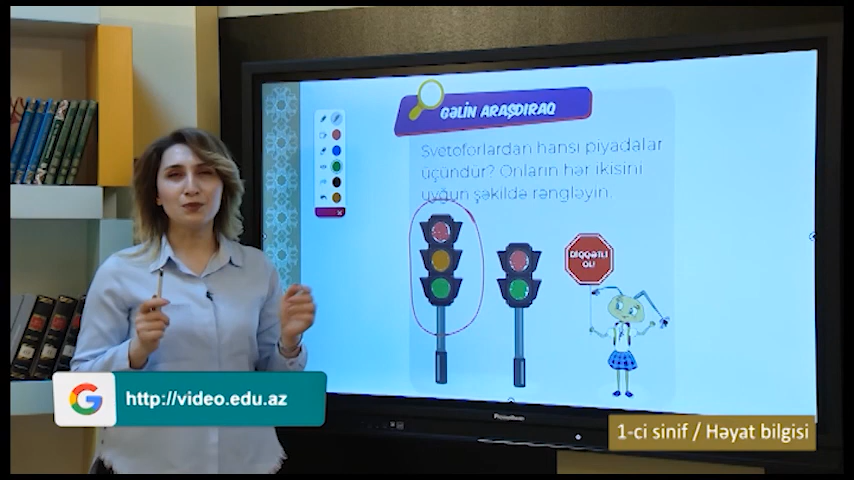 GƏLİN ARAŞDIRAQ
Svetoforlardan hansı piyadalar
üçündür? Onların hər ikisini
uyğun şəkildə rəngləyin.
DİQQƏTLİ
OL!
http://video.edu.az
1-ci sinif / Həyat bilgisi